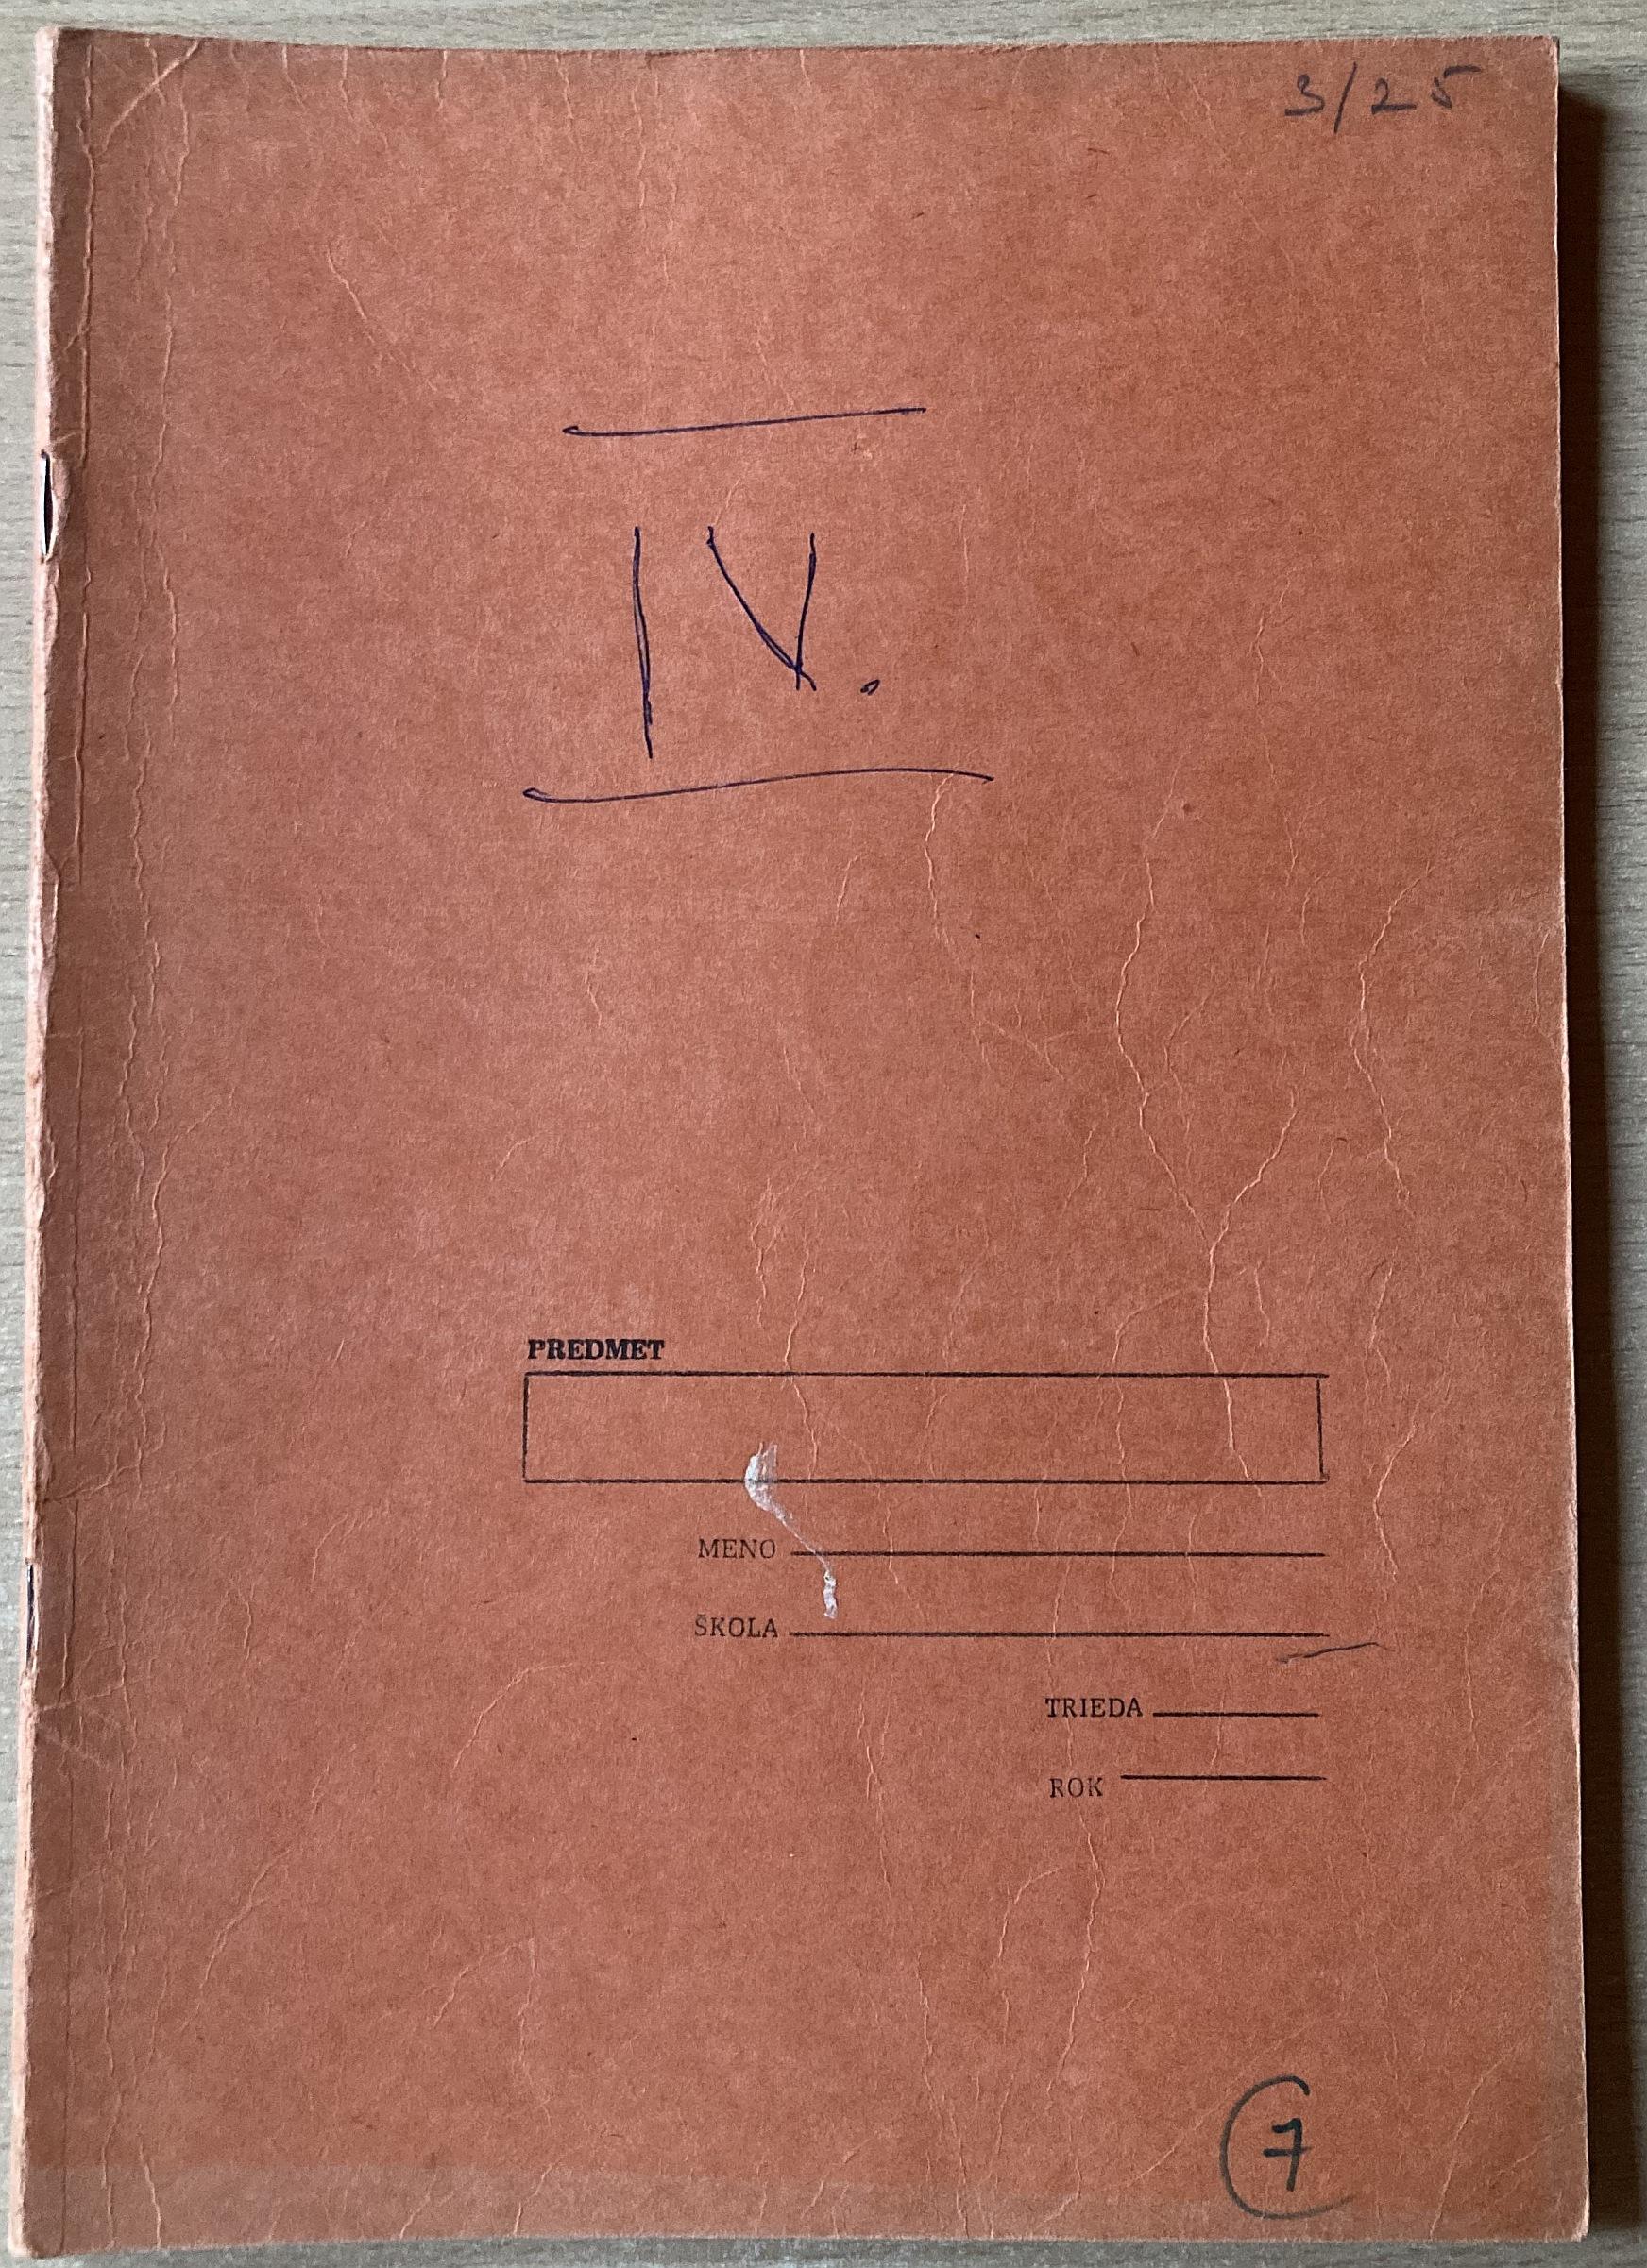 3/25
IV.
PREDMET
MENO
ŠKOLA
TRIEDA
ROK
7